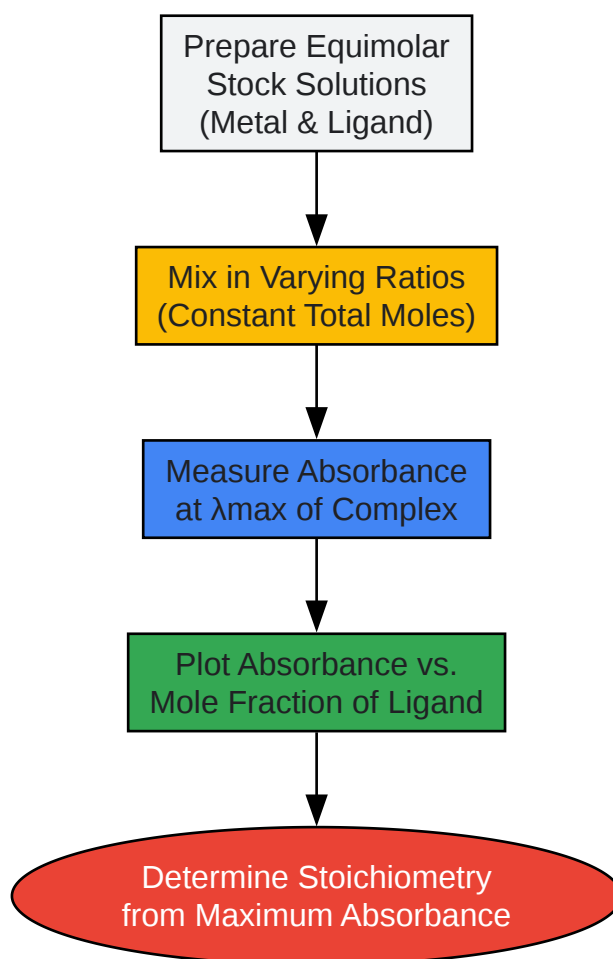 Prepare Equimolar
Stock Solutions
(Metal & Ligand)
Mix in Varying Ratios
(Constant Total Moles)
Measure Absorbance
at λmax of Complex
Plot Absorbance vs.
Mole Fraction of Ligand
Determine Stoichiometry
from Maximum Absorbance